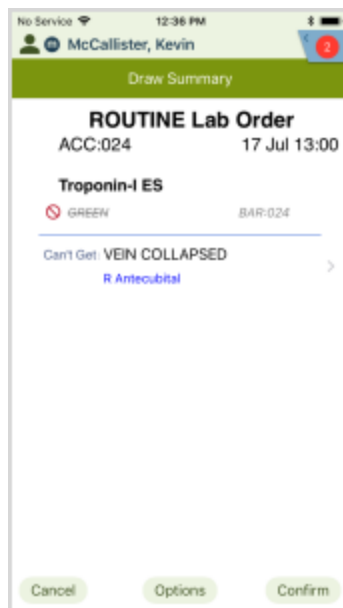 No Service 12:36 PM
McCallister, Kevin
2
Draw Summary
ROUTINE Lab Order
ACC:024 17 Jul 13:00
Troponin-I ES
GREEN BAR:024
Can't Get: VEIN COLLAPSED
R Antecubital
Cancel Options Confirm